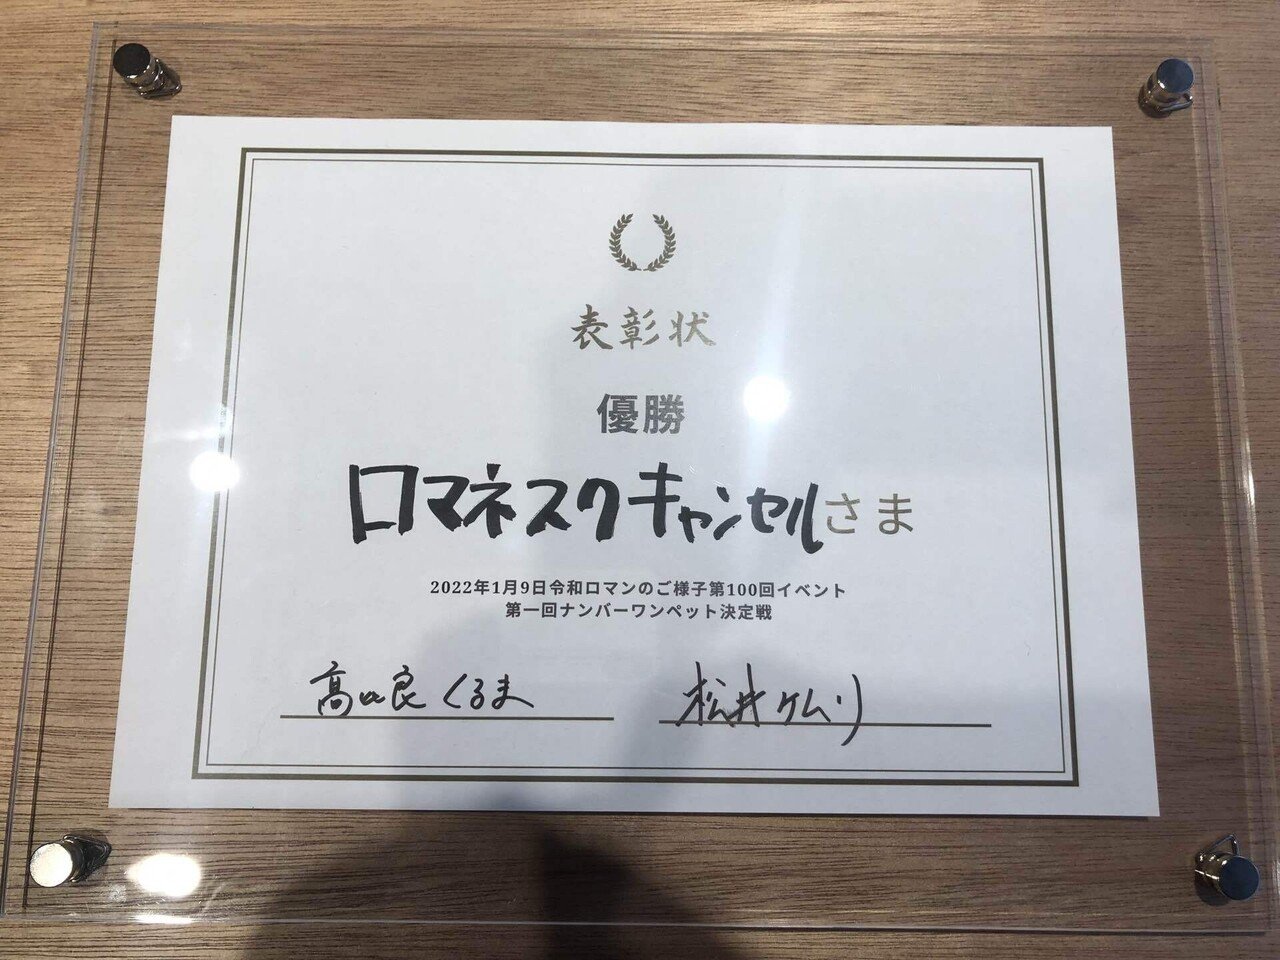 表彰状
優勝
ロマネスクキャンセルさま
2022年1月9日令和ロマンのご様子第100回イベント
第一回ナンバーワンペット決定戦
高比良くるま 松井ケムリ